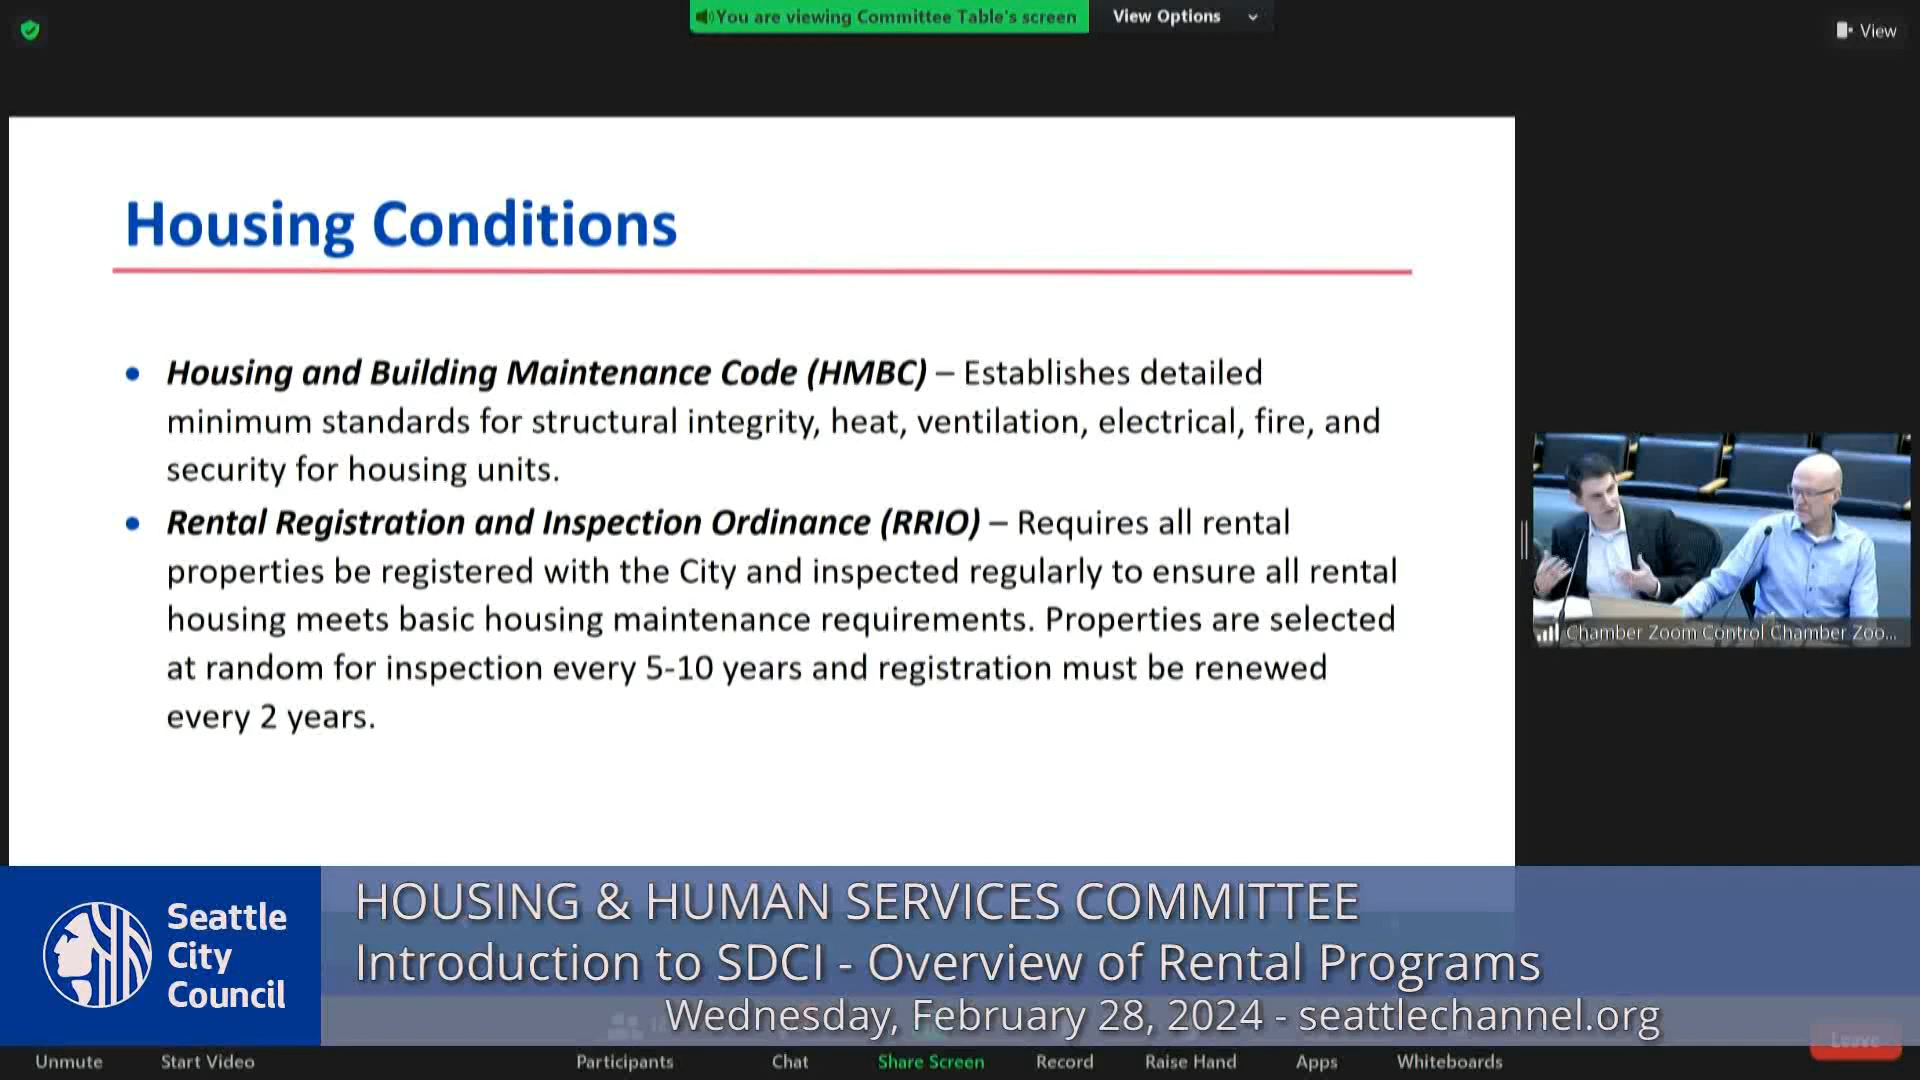 You are viewing Committee Table's screen
View Options
View
Housing Conditions
Housing and Building Maintenance Code (HMBC) – Establishes detailed
minimum standards for structural integrity, heat, ventilation, electrical, fire, and
security for housing units.
Rental Registration and Inspection Ordinance (RRIO) – Requires all rental
properties be registered with the City and inspected regularly to ensure all rental
housing meets basic housing maintenance requirements. Properties are selected
at random for inspection every 5-10 years and registration must be renewed
every 2 years.
Chamber Zoom Control Chamber Zoo...
Seattle
City
Council
HOUSING & HUMAN SERVICES COMMITTEE
Introduction to SDCI - Overview of Rental Programs
Wednesday, February 28, 2024 - seattlechannel.org
Leave
Unmute
Start Video
Participants
Chat
Share Screen
Record
Raise Hand
Apps
Whiteboards